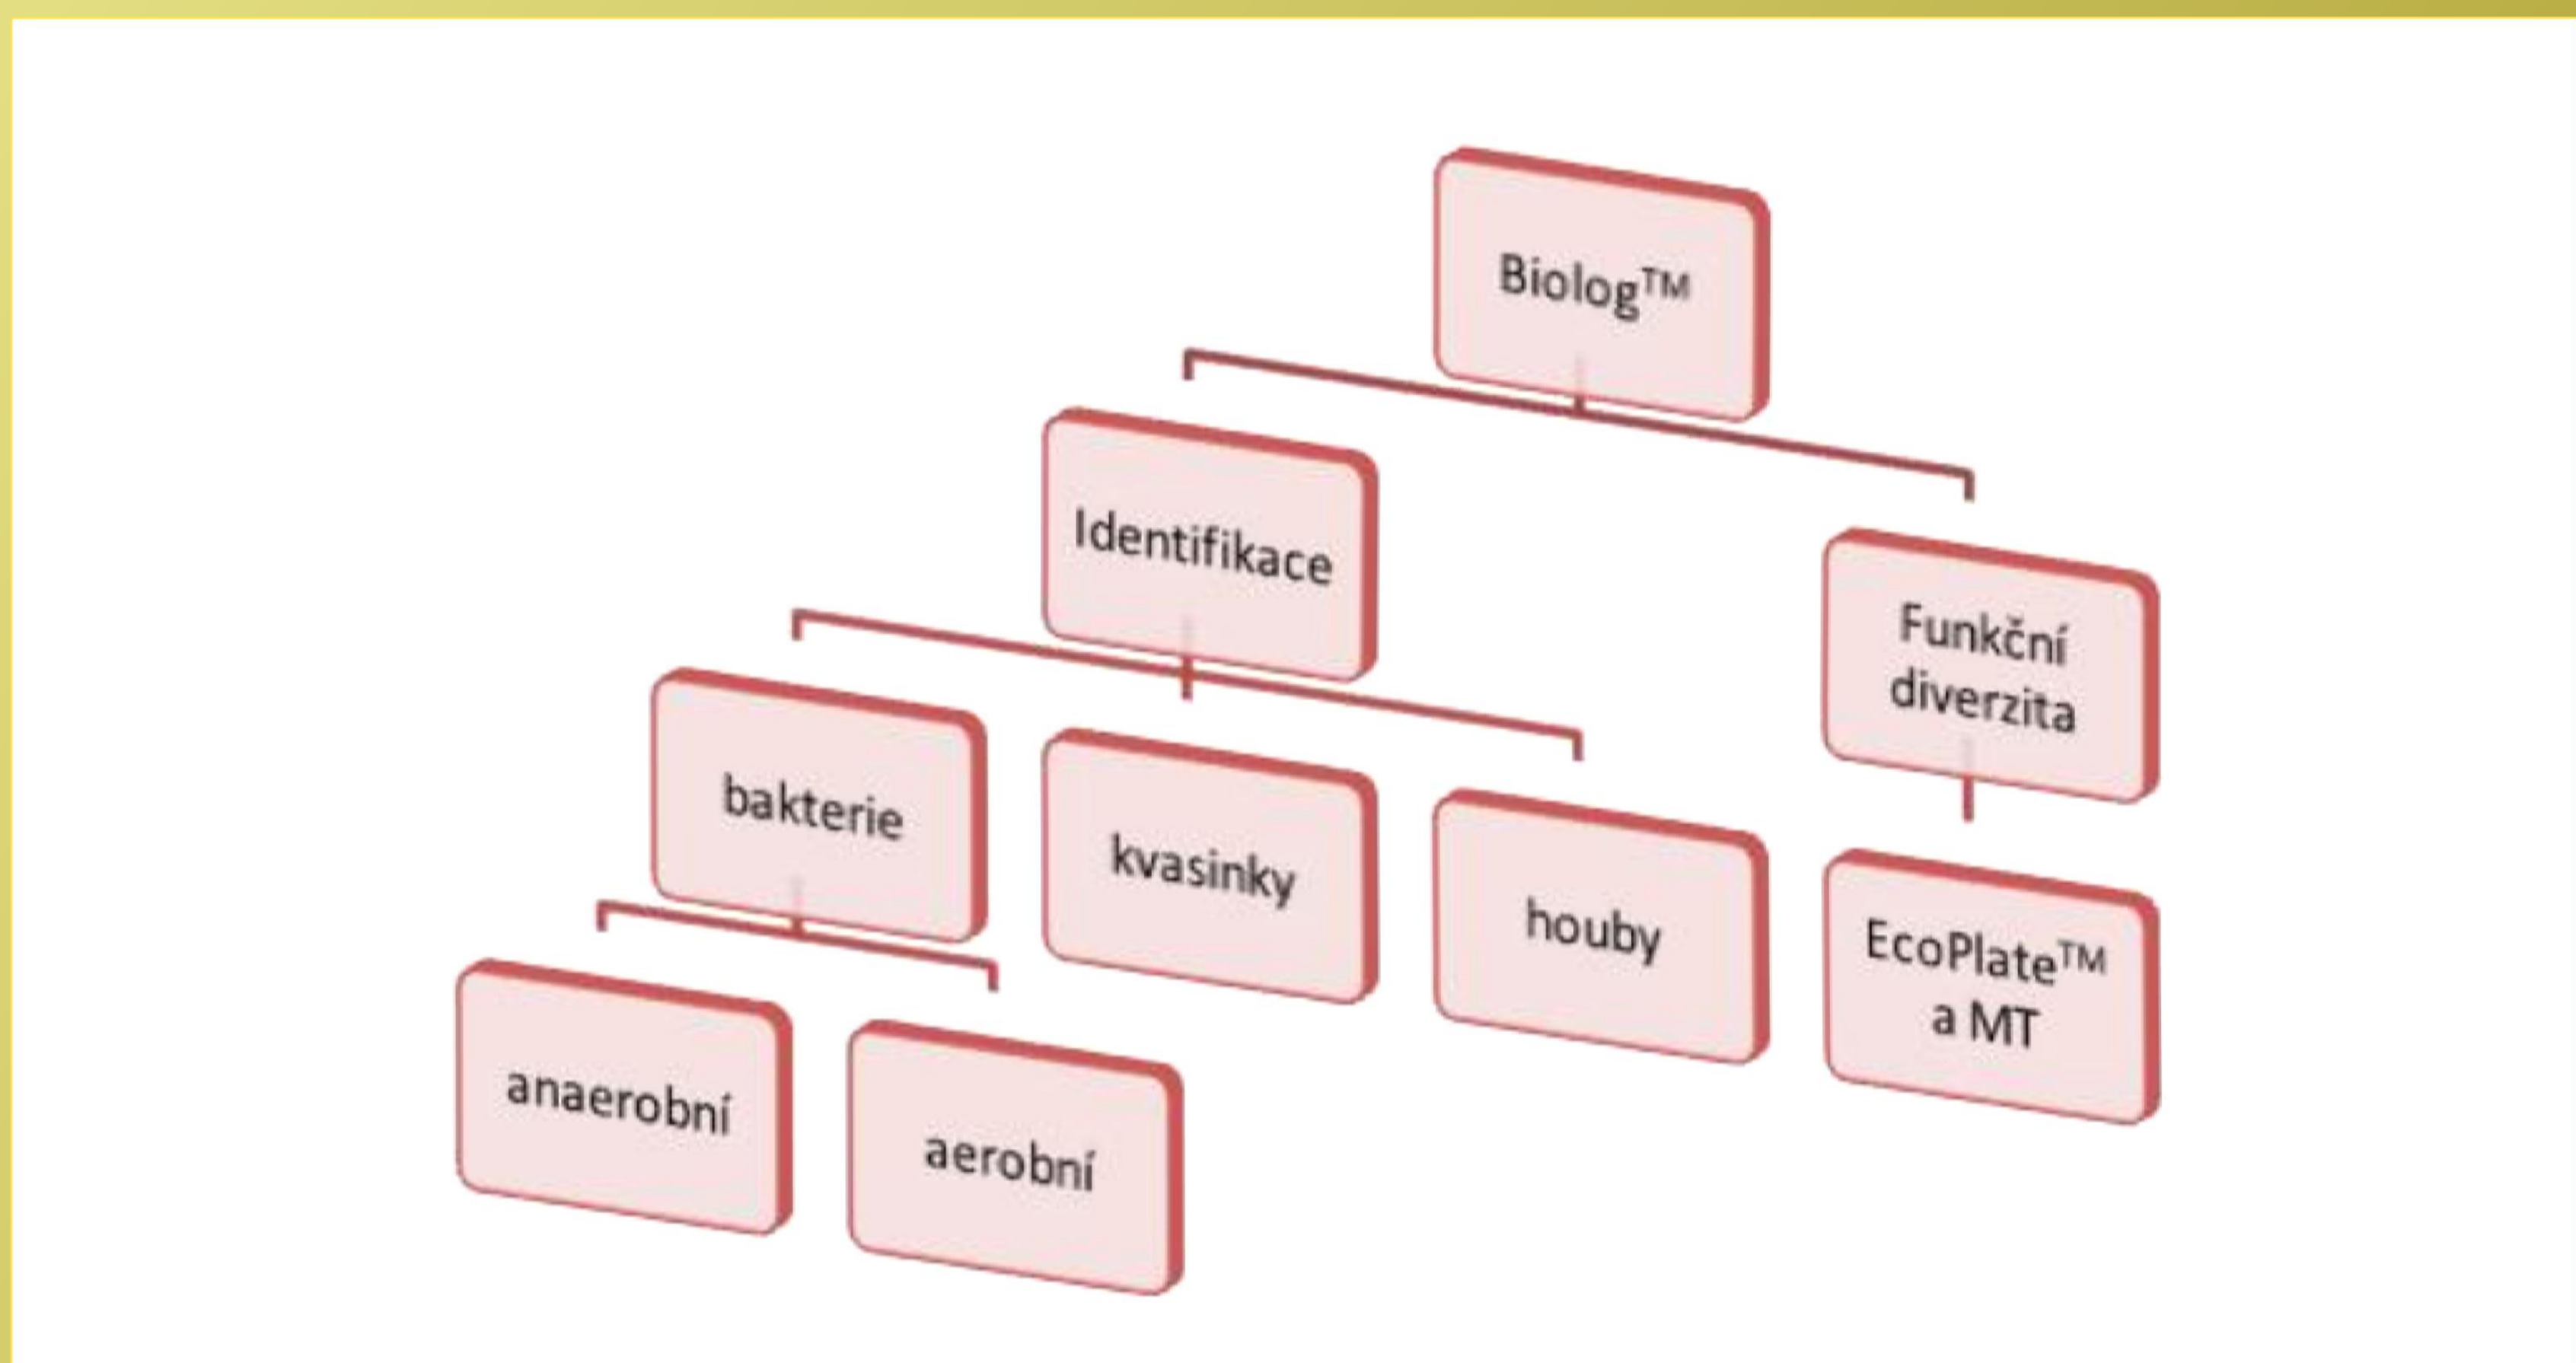 Biolog™
Identifikace
Funkční
diverzita
bakterie
kvasinky
houby
EcoPlate™
a MT
anaerobní
aerobní